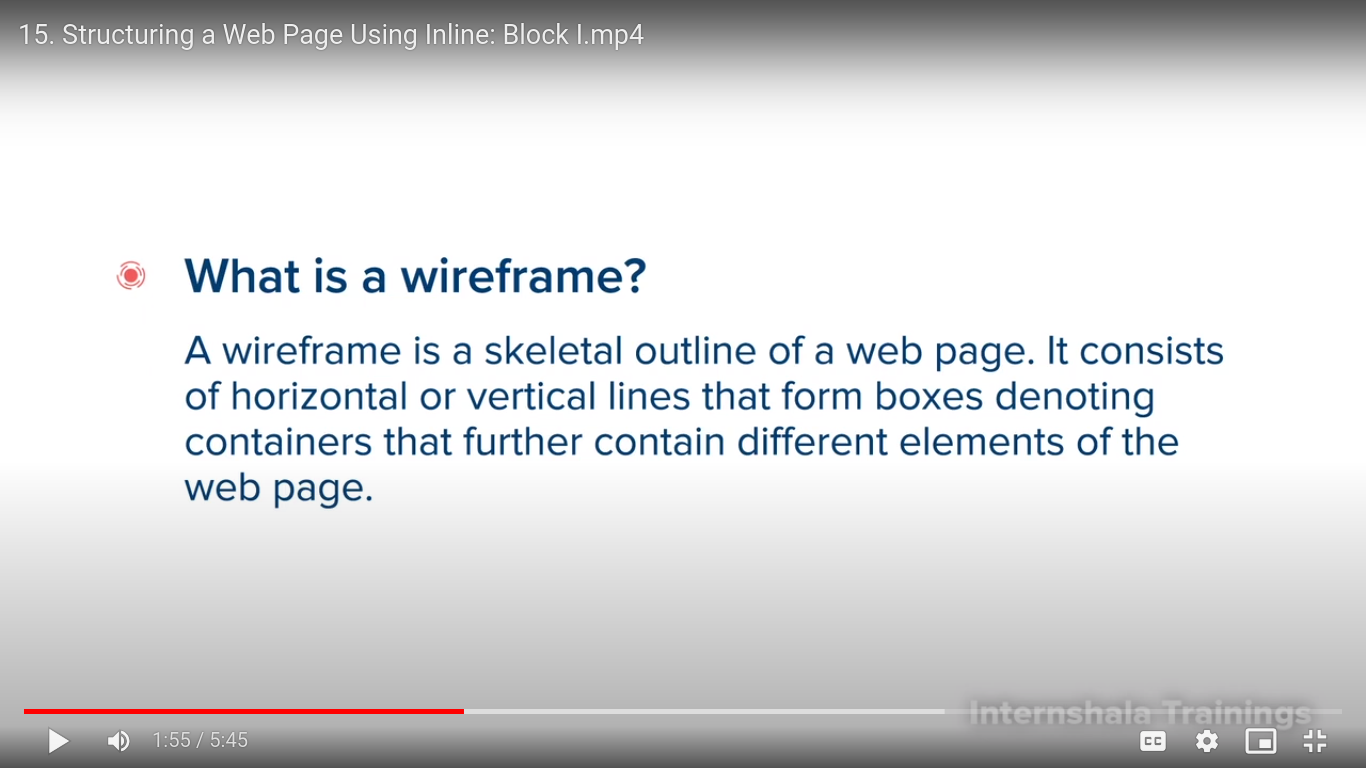 15. Structuring a Web Page Using Inline: Block I.mp4
What is a wireframe?
A wireframe is a skeletal outline of a web page. It consists
of horizontal or vertical lines that form boxes denoting
containers that further contain different elements of the
web page.
Internshala Trainings
1:55 / 5:45
CC